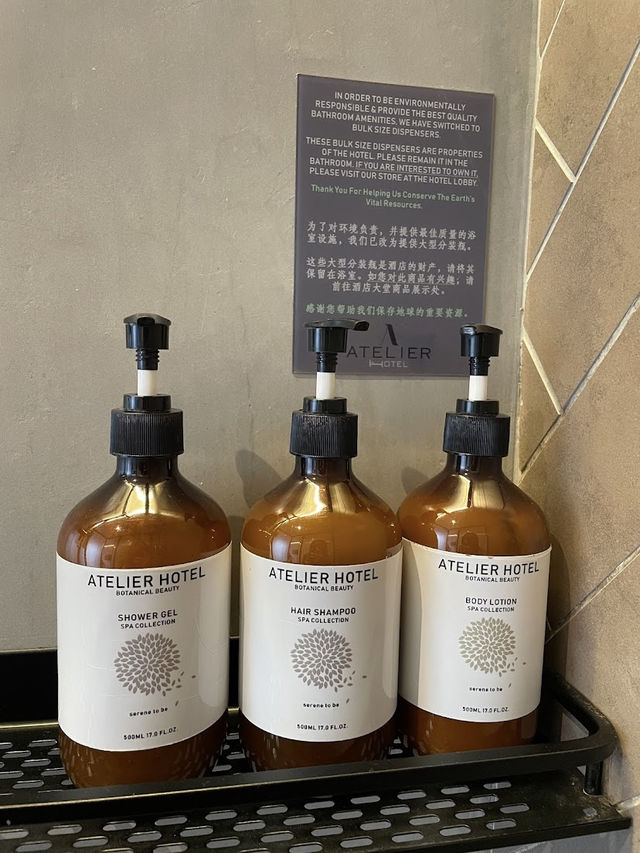 IN ORDER TO BE ENVIRONMENTALLY
RESPONSIBLE & PROVIDE THE BEST QUALITY
BATHROOM AMENITIES, WE HAVE SWITCHED TO
BULK SIZE DISPENSERS.
THESE BULK SIZE DISPENSERS ARE PROPERTIES
OF THE HOTEL. PLEASE REMAIN IT IN THE
BATHROOM. IF YOU ARE INTERESTED TO OWN IT,
PLEASE VISIT OUR STORE AT THE HOTEL LOBBY.
Thank You For Helping Us Conserve The Earth's
Vital Resources.
为了对环境负责，并提供最佳质量的浴
室设施，我们已改为提供大型分装瓶。
这些大型分装瓶是酒店的财产，请将其
保留在浴室。如您对此商品有兴趣，请
前往酒店大堂商品展示处。
感谢您帮助我们保存地球的重要资源。
A
ATELIER
HOTEL
ATELIER HOTEL
BOTANICAL BEAUTY
SHOWER GEL
SPA COLLECTION
serene to be
500ML 17.0 FL.OZ.
ATELIER HOTEL
BOTANICAL BEAUTY
HAIR SHAMPOO
SPA COLLECTION
serene to be
500ML 17.0 FL.OZ.
ATELIER HOTEL
BOTANICAL BEAUTY
BODY LOTION
SPA COLLECTION
serene to be
500ML 17.0 FL.OZ.